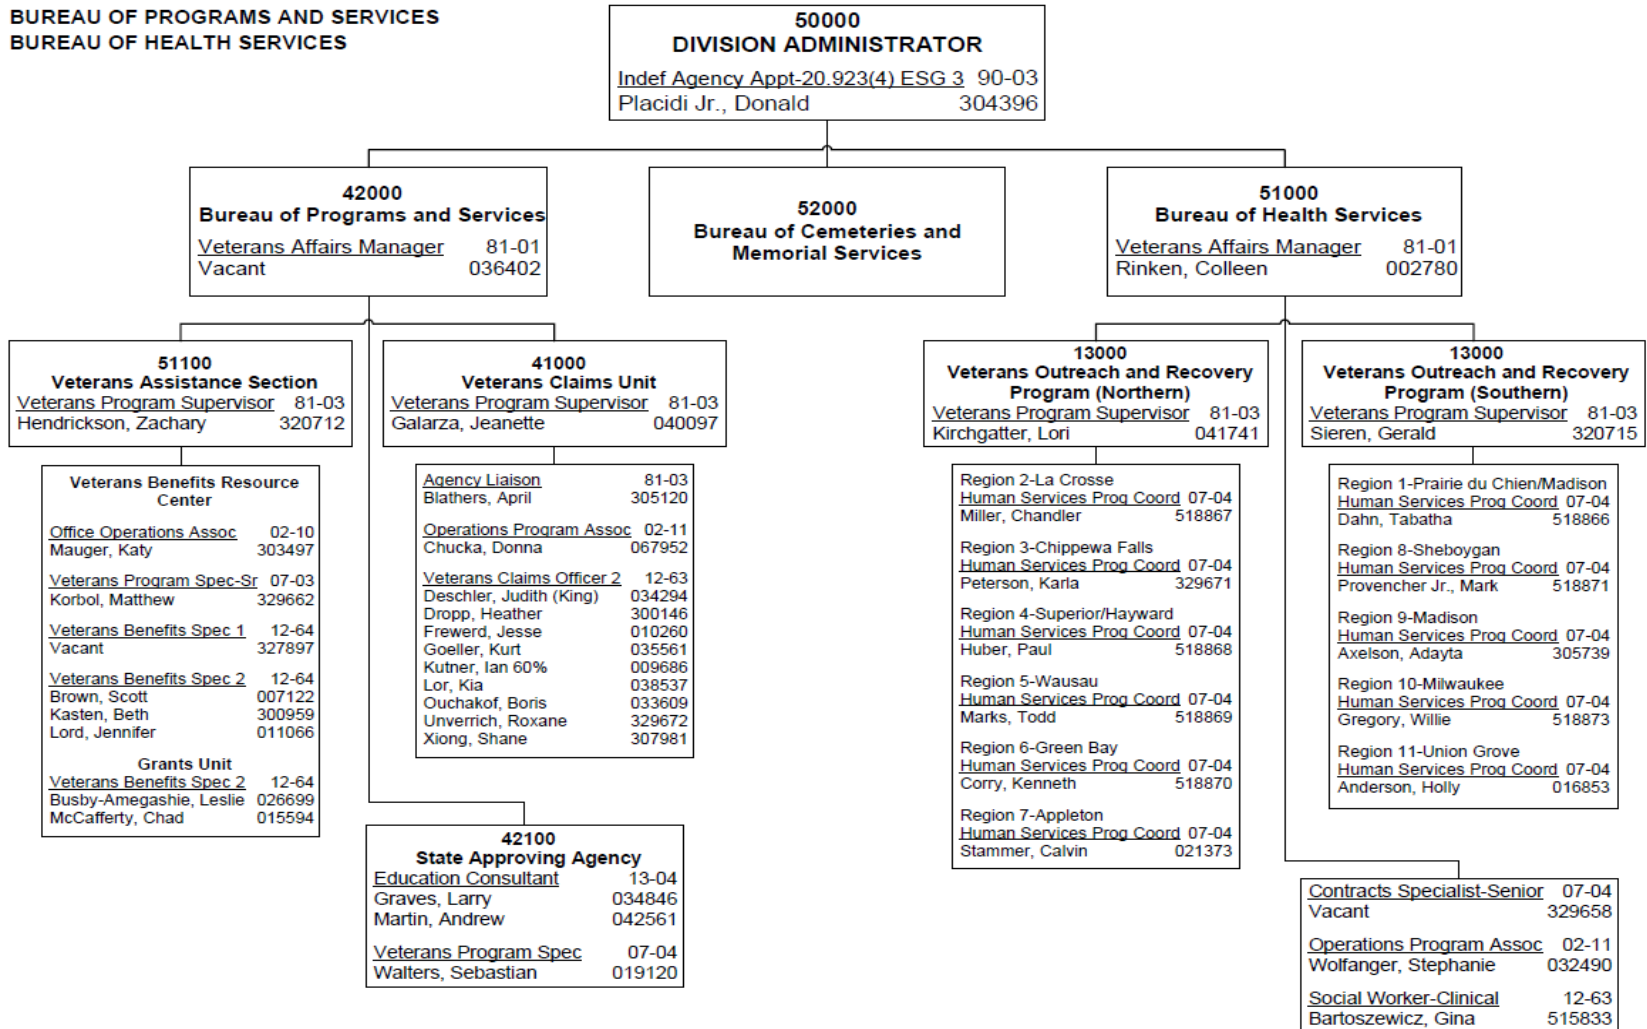 BUREAU OF PROGRAMS AND SERVICES
BUREAU OF HEALTH SERVICES
50000
DIVISION ADMINISTRATOR
Indef Agency Appt-20.923(4) ESG 3 90-03
Placidi Jr., Donald 304396
42000
Bureau of Programs and Services
Veterans Affairs Manager 81-01
Vacant 036402
52000
Bureau of Cemeteries and
Memorial Services
51000
Bureau of Health Services
Veterans Affairs Manager 81-01
Rinken, Colleen 002780
51100
Veterans Assistance Section
Veterans Program Supervisor 81-03
Hendrickson, Zachary 320712
41000
Veterans Claims Unit
Veterans Program Supervisor 81-03
Galarza, Jeanette 040097
13000
Veterans Outreach and Recovery
Program (Northern)
Veterans Program Supervisor 81-03
Kirchgatter, Lori 041741
13000
Veterans Outreach and Recovery
Program (Southern)
Veterans Program Supervisor 81-03
Sieren, Gerald 320715
Veterans Benefits Resource
Center
Office Operations Assoc 02-10
Mauger, Katy 303497
Veterans Program Spec-Sr 07-03
Korbol, Matthew 329662
Veterans Benefits Spec 1 12-64
Vacant 327897
Veterans Benefits Spec 2 12-64
Brown, Scott 007122
Kasten, Beth 300959
Lord, Jennifer 011066
Grants Unit
Veterans Benefits Spec 2 12-64
Busby-Amegashie, Leslie 026699
McCafferty, Chad 015594
Agency Liaison 81-03
Blathers, April 305120
Operations Program Assoc 02-11
Chucka, Donna 067952
Veterans Claims Officer 2 12-63
Deschler, Judith (King) 034294
Dropp, Heather 300146
Frewerd, Jesse 010260
Goeller, Kurt 035561
Kutner, Ian 60% 009686
Lor, Kia 038537
Ouchakof, Boris 033609
Unverrich, Roxane 329672
Xiong, Shane 307981
42100
State Approving Agency
Education Consultant 13-04
Graves, Larry 034846
Martin, Andrew 042561
Veterans Program Spec 07-04
Walters, Sebastian 019120
Region 2-La Crosse
Human Services Prog Coord 07-04
Miller, Chandler 518867
Region 3-Chippewa Falls
Human Services Prog Coord 07-04
Peterson, Karla 329671
Region 4-Superior/Hayward
Human Services Prog Coord 07-04
Huber, Paul 518868
Region 5-Wausau
Human Services Prog Coord 07-04
Marks, Todd 518869
Region 6-Green Bay
Human Services Prog Coord 07-04
Corry, Kenneth 518870
Region 7-Appleton
Human Services Prog Coord 07-04
Stammer, Calvin 021373
Region 1-Prairie du Chien/Madison
Human Services Prog Coord 07-04
Dahn, Tabatha 518866
Region 8-Sheboygan
Human Services Prog Coord 07-04
Provencher Jr., Mark 518871
Region 9-Madison
Human Services Prog Coord 07-04
Axelson, Adayta 305739
Region 10-Milwaukee
Human Services Prog Coord 07-04
Gregory, Willie 518873
Region 11-Union Grove
Human Services Prog Coord 07-04
Anderson, Holly 016853
Contracts Specialist-Senior 07-04
Vacant 329658
Operations Program Assoc 02-11
Wolfanger, Stephanie 032490
Social Worker-Clinical 12-63
Bartoszewicz, Gina 515833